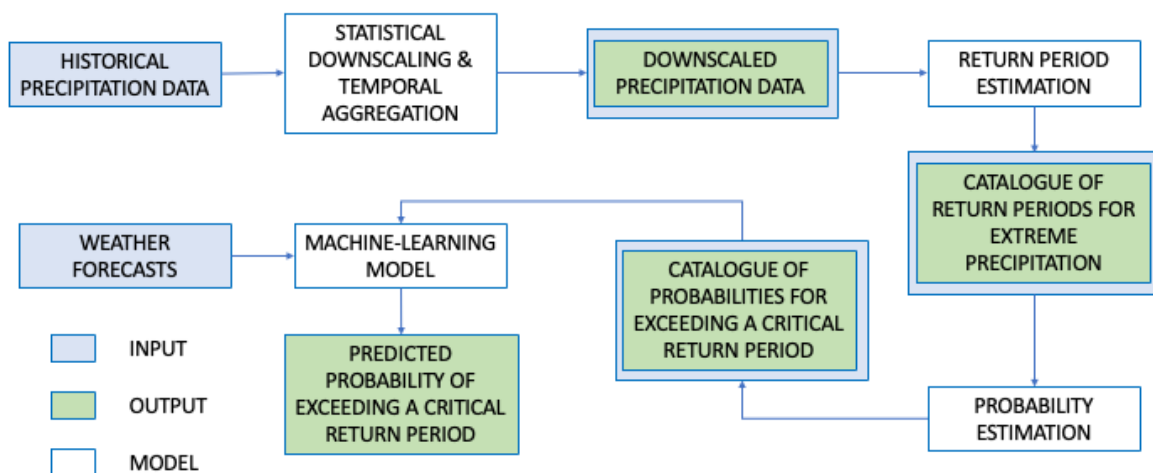 HISTORICAL
PRECIPITATION DATA
STATISTICAL
DOWNSCALING &
TEMPORAL
AGGREGATION
DOWNSCALED
PRECIPITATION DATA
RETURN PERIOD
ESTIMATION
CATALOGUE OF
RETURN PERIODS FOR
EXTREME
PRECIPITATION
WEATHER
FORECASTS
MACHINE-LEARNING
MODEL
CATALOGUE OF
PROBABILITIES FOR
EXCEEDING A CRITICAL
RETURN PERIOD
PREDICTED
PROBABILITY OF
EXCEEDING A CRITICAL
RETURN PERIOD
PROBABILITY
ESTIMATION
INPUT
OUTPUT
MODEL